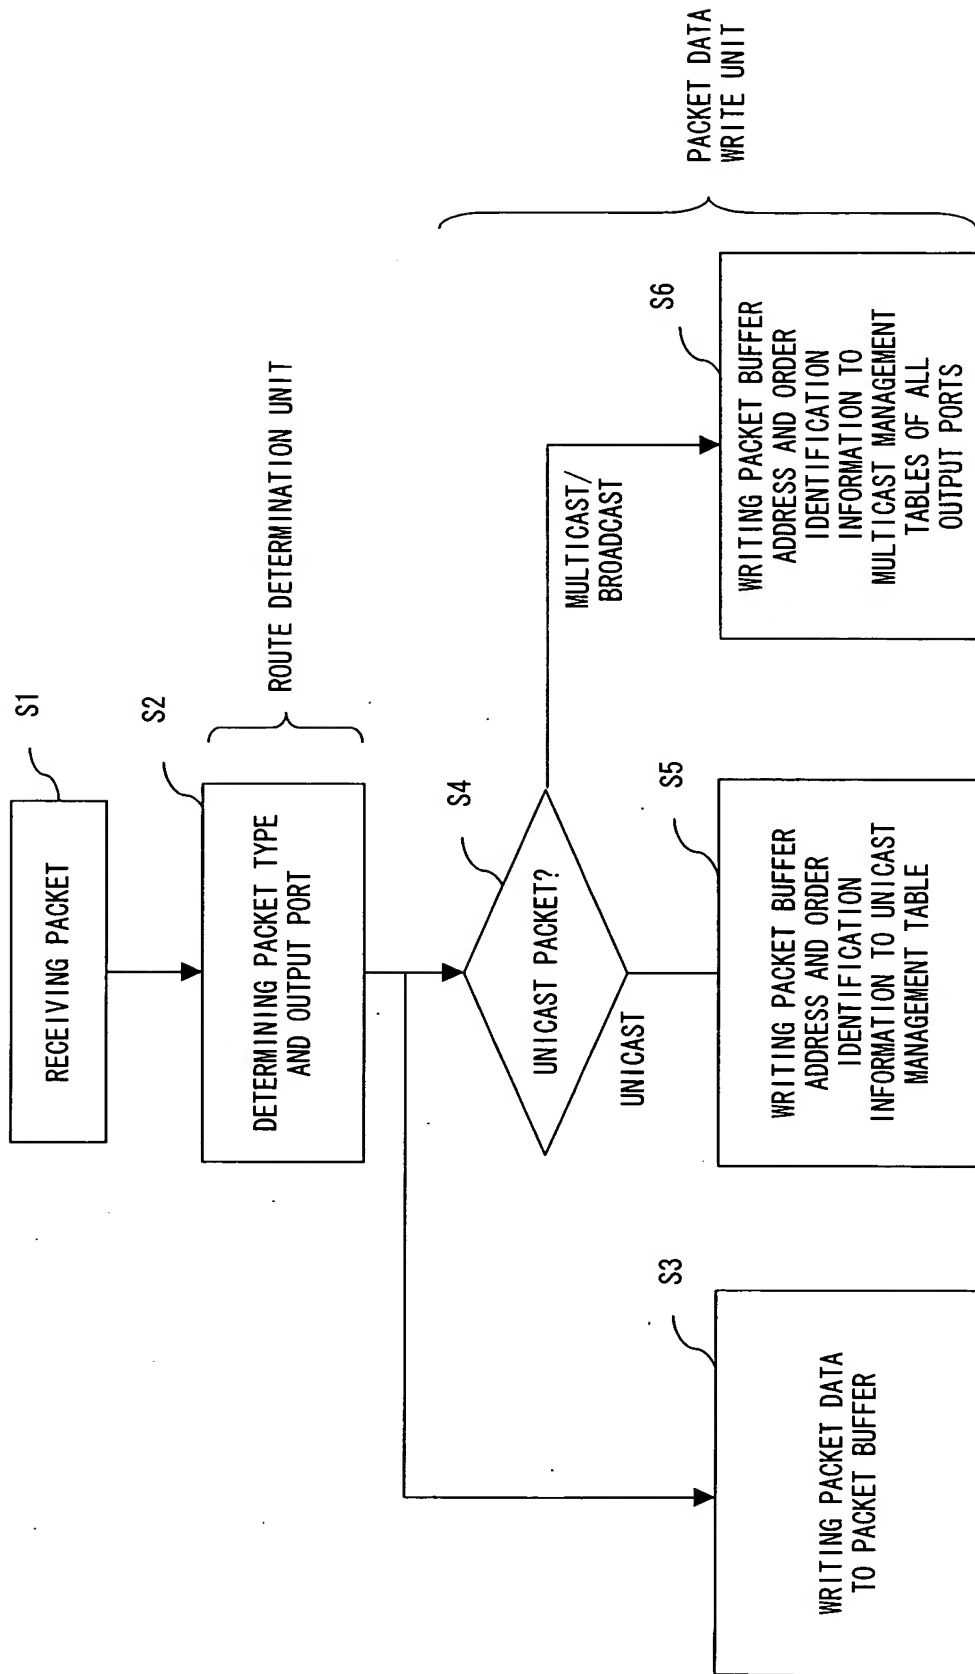 S1
RECEIVING PACKET
S2
DETERMINING PACKET TYPE
AND OUTPUT PORT
ROUTE DETERMINATION UNIT
S4
UNICAST PACKET?
UNICAST
MULTICAST/
BROADCAST
PACKET DATA
WRITE UNIT
S3
WRITING PACKET DATA
TO PACKET BUFFER
S5
WRITING PACKET BUFFER
ADDRESS AND ORDER
IDENTIFICATION
INFORMATION TO UNICAST
MANAGEMENT TABLE
S6
WRITING PACKET BUFFER
ADDRESS AND ORDER
IDENTIFICATION
INFORMATION TO
MULTICAST MANAGEMENT
TABLES OF ALL
OUTPUT PORTS